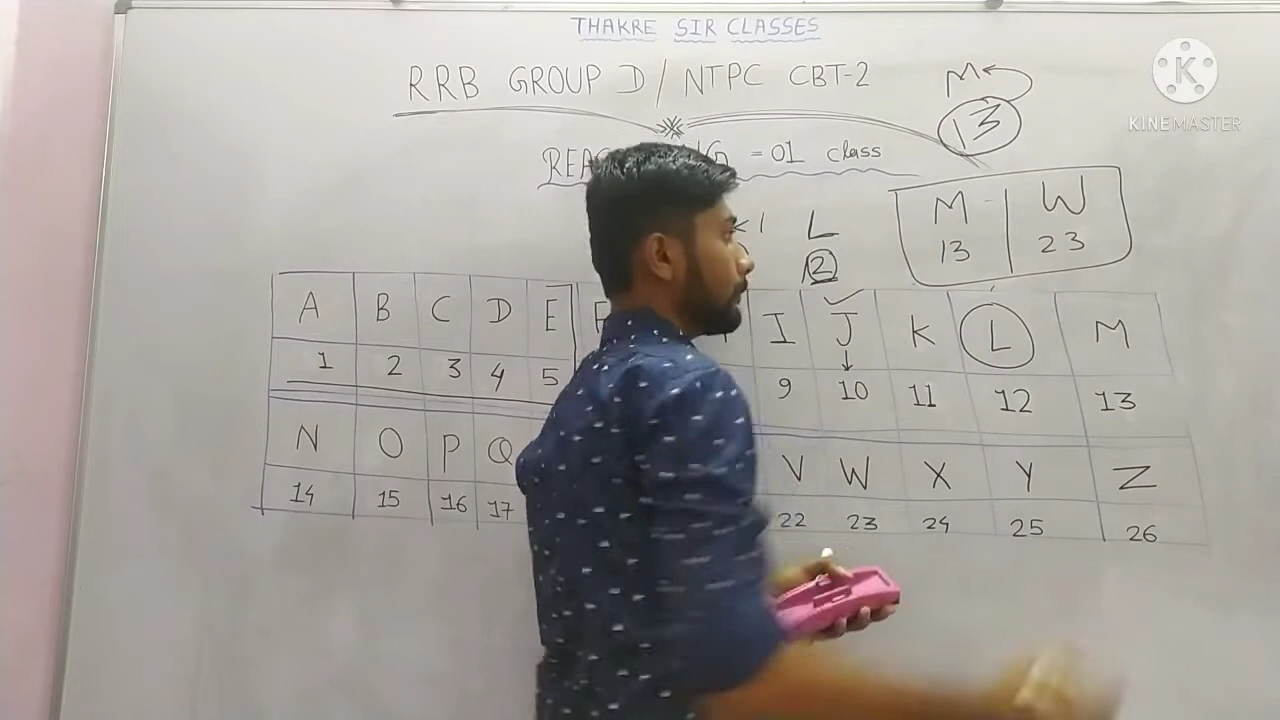 THAKRE SIR CLASSES
RRB GROUP D / NTPC CBT-2
M
13
KINEMASTER
= 01 class
M W
13 23
L
12
A B C D E F I J K L M
1 2 3 4 5 9 10 11 12 13
N O P Q V W X Y Z
14 15 16 17 22 23 24 25 26